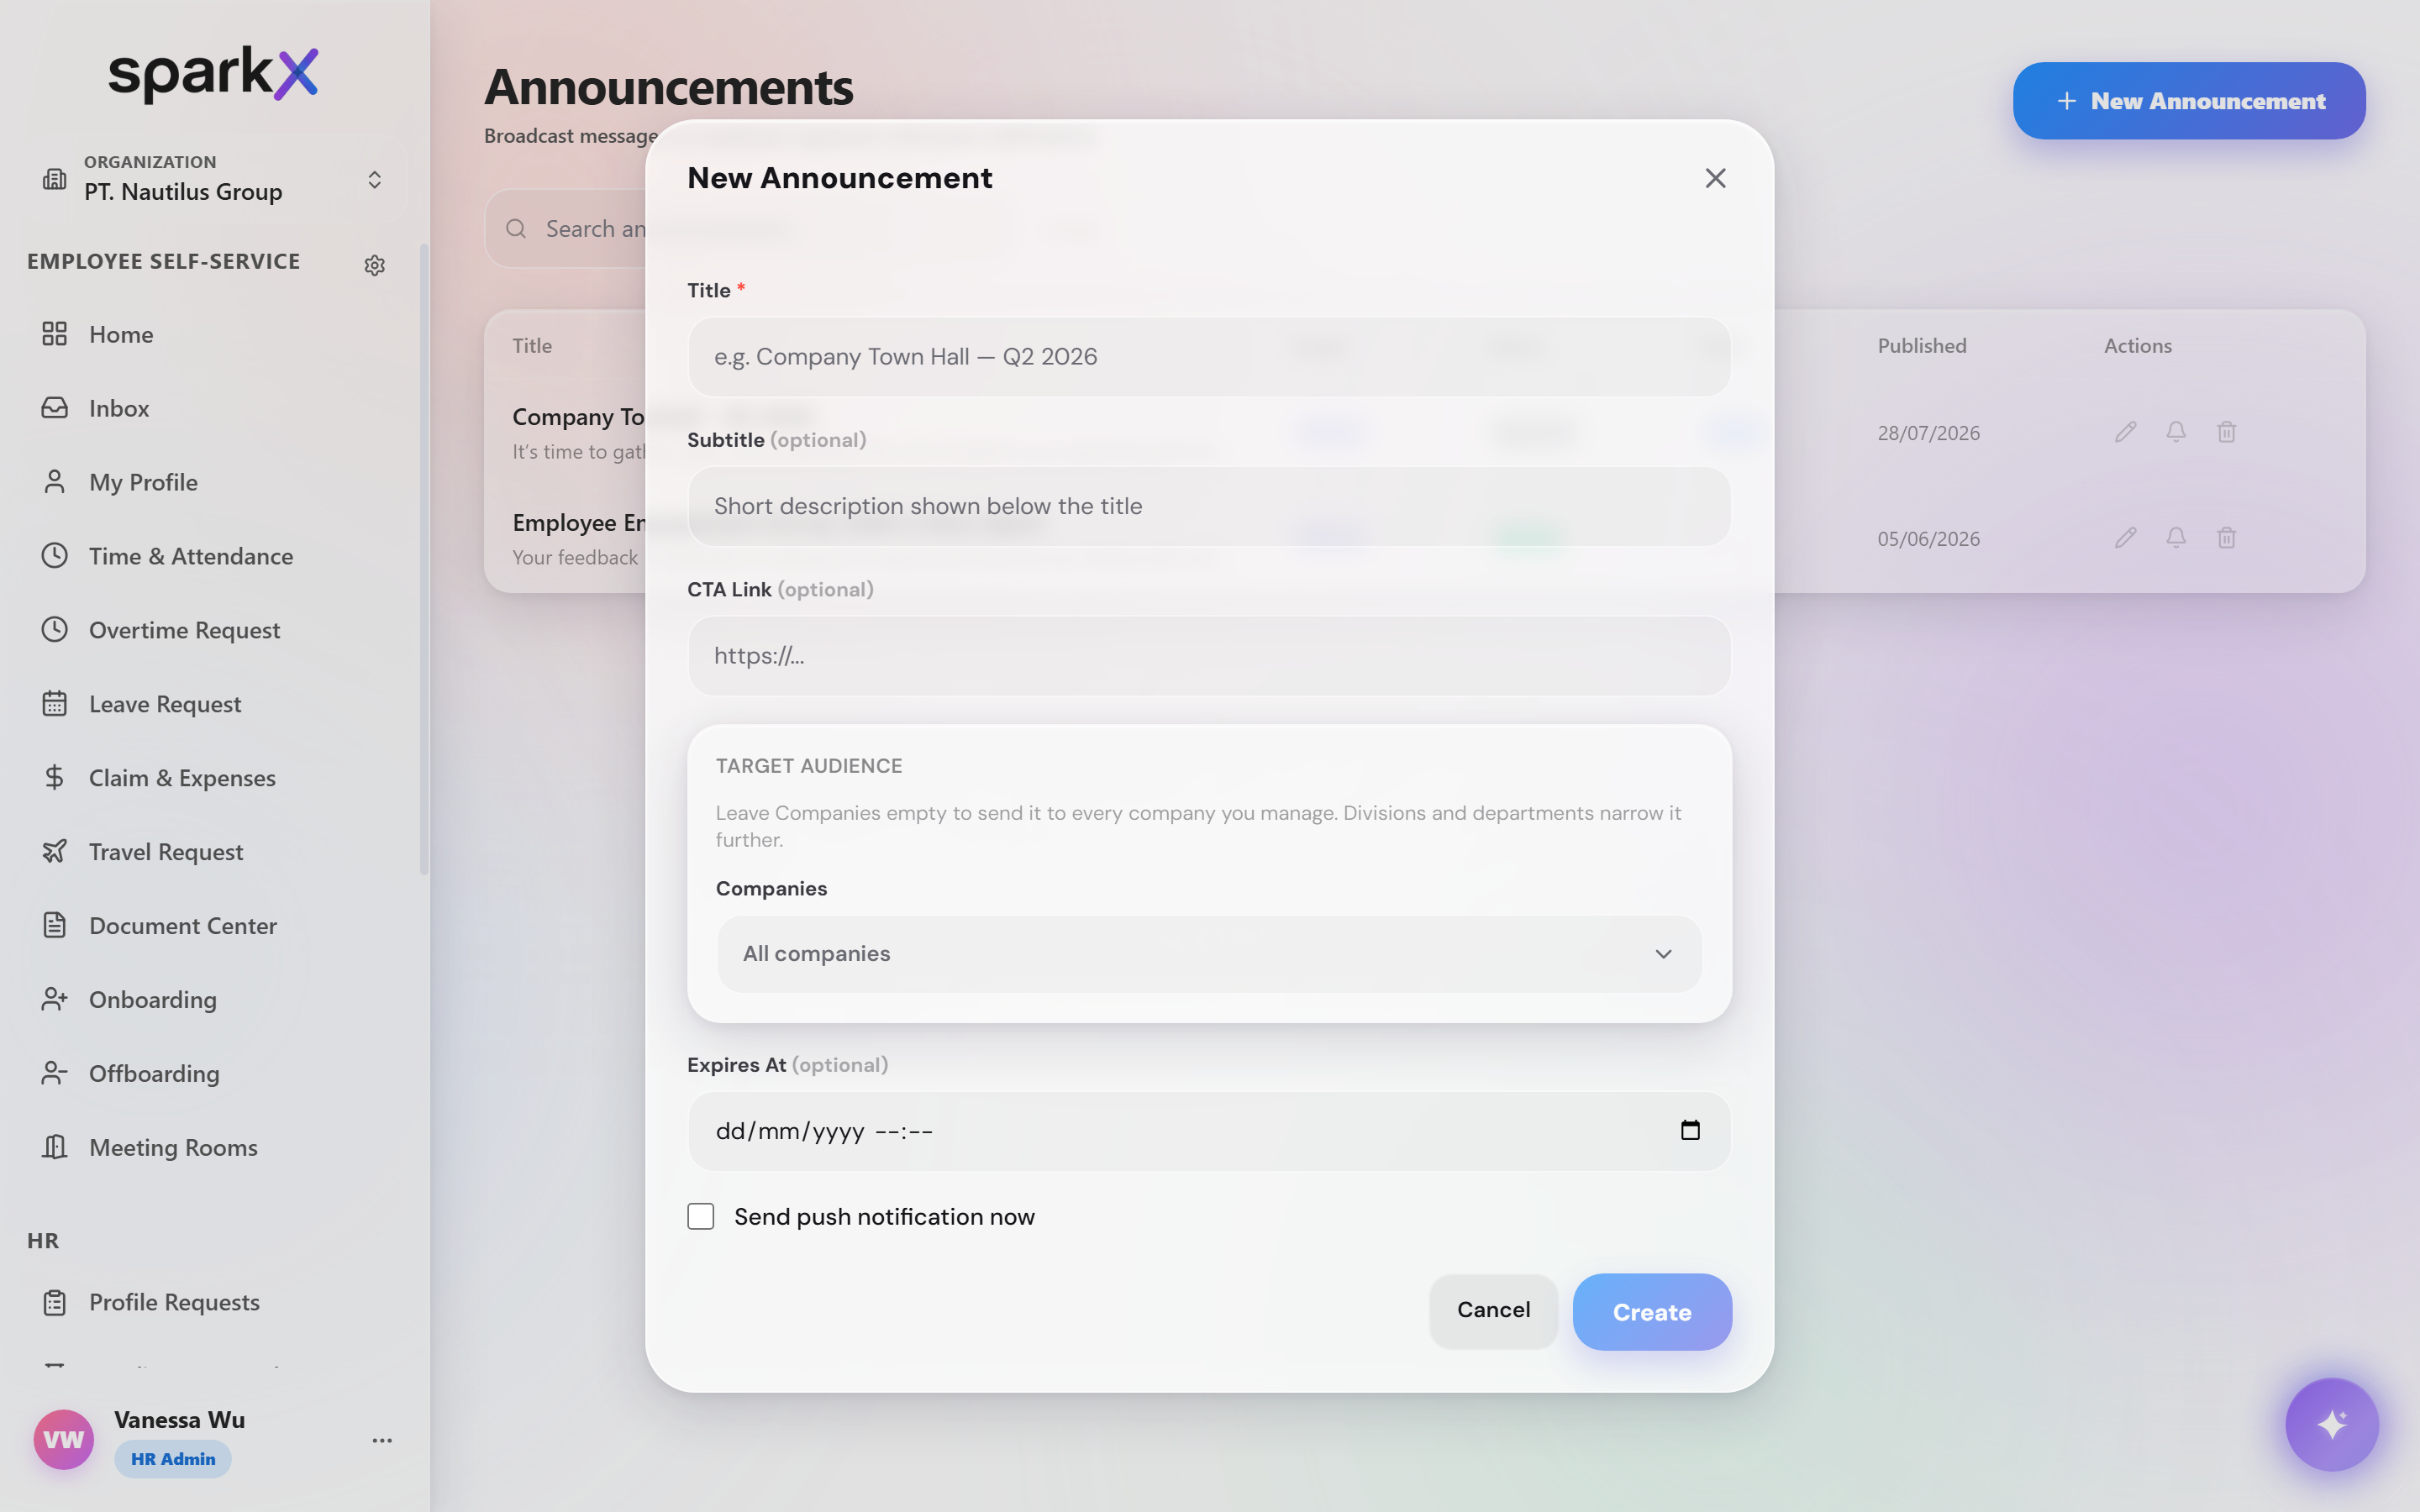 sparkX
ORGANIZATION
PT. Nautilus Group
EMPLOYEE SELF-SERVICE
Home
Inbox
My Profile
Time & Attendance
Overtime Request
Leave Request
Claim & Expenses
Travel Request
Document Center
Onboarding
Offboarding
Meeting Rooms
HR
Profile Requests
VW
Vanessa Wu
HR Admin
Announcements
Broadcast message
+ New Announcement
Search an
Title
Published
Actions
Company To
It's time to gath
28/07/2026
Employee En
Your feedback
05/06/2026
New Announcement
Title *
e.g. Company Town Hall — Q2 2026
Subtitle (optional)
Short description shown below the title
CTA Link (optional)
https://...
TARGET AUDIENCE
Leave Companies empty to send it to every company you manage. Divisions and departments narrow it
further.
Companies
All companies
Expires At (optional)
dd/mm/yyyy --:--
Send push notification now
Cancel
Create